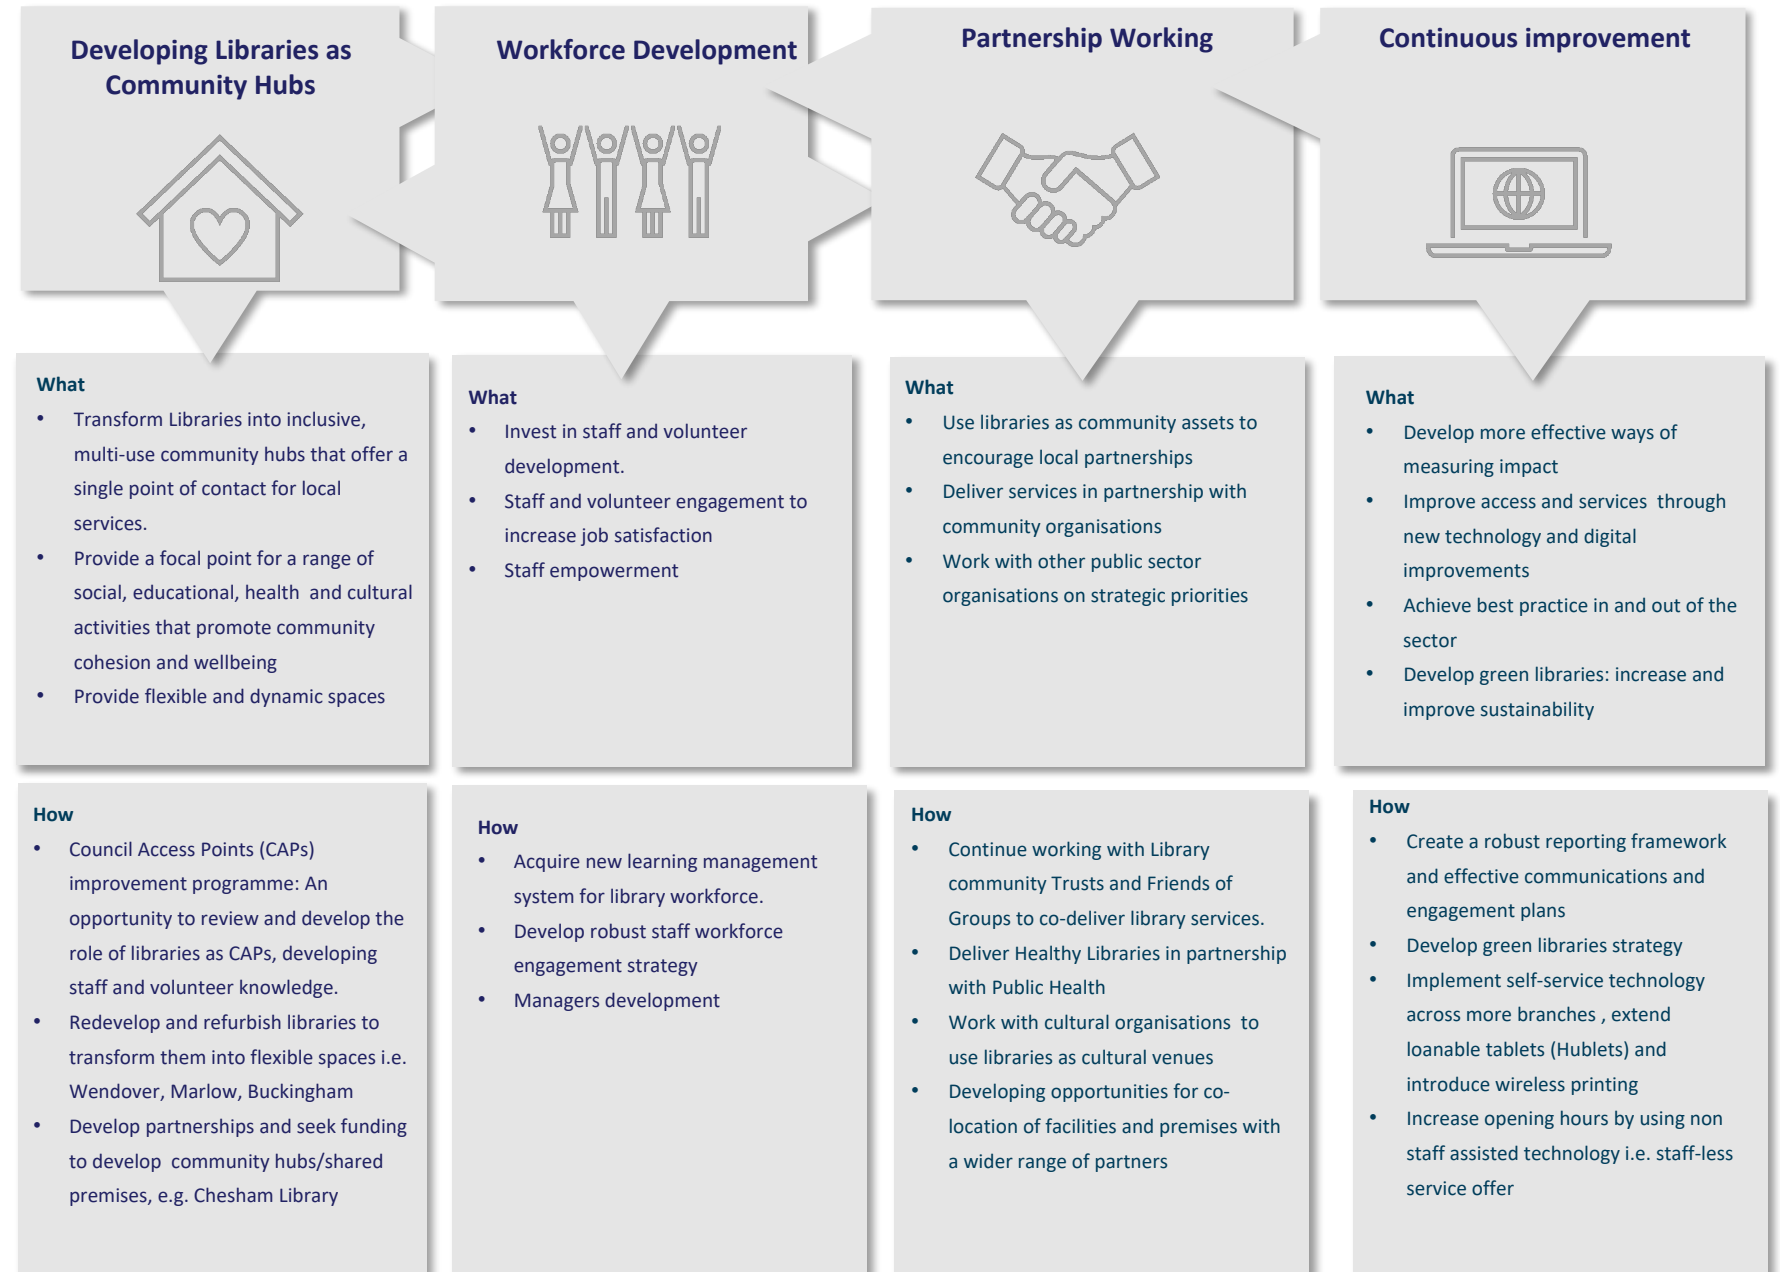 Developing Libraries as
Community Hubs
Workforce Development
Partnership Working
Continuous improvement
What
• Transform Libraries into inclusive,
multi-use community hubs that offer a
single point of contact for local
services.
• Provide a focal point for a range of
social, educational, health and cultural
activities that promote community
cohesion and wellbeing
• Provide flexible and dynamic spaces
What
• Invest in staff and volunteer
development.
• Staff and volunteer engagement to
increase job satisfaction
• Staff empowerment
What
• Use libraries as community assets to
encourage local partnerships
• Deliver services in partnership with
community organisations
• Work with other public sector
organisations on strategic priorities
What
• Develop more effective ways of
measuring impact
• Improve access and services through
new technology and digital
improvements
• Achieve best practice in and out of the
sector
• Develop green libraries: increase and
improve sustainability
How
• Council Access Points (CAPs)
improvement programme: An
opportunity to review and develop the
role of libraries as CAPs, developing
staff and volunteer knowledge.
• Redevelop and refurbish libraries to
transform them into flexible spaces i.e.
Wendover, Marlow, Buckingham
• Develop partnerships and seek funding
to develop community hubs/shared
premises, e.g. Chesham Library
How
• Acquire new learning management
system for library workforce.
• Develop robust staff workforce
engagement strategy
• Managers development
How
• Continue working with Library
community Trusts and Friends of
Groups to co-deliver library services.
• Deliver Healthy Libraries in partnership
with Public Health
• Work with cultural organisations to
use libraries as cultural venues
• Developing opportunities for co-
location of facilities and premises with
a wider range of partners
How
• Create a robust reporting framework
and effective communications and
engagement plans
• Develop green libraries strategy
• Implement self-service technology
across more branches , extend
loanable tablets (Hublets) and
introduce wireless printing
• Increase opening hours by using non
staff assisted technology i.e. staff-less
service offer